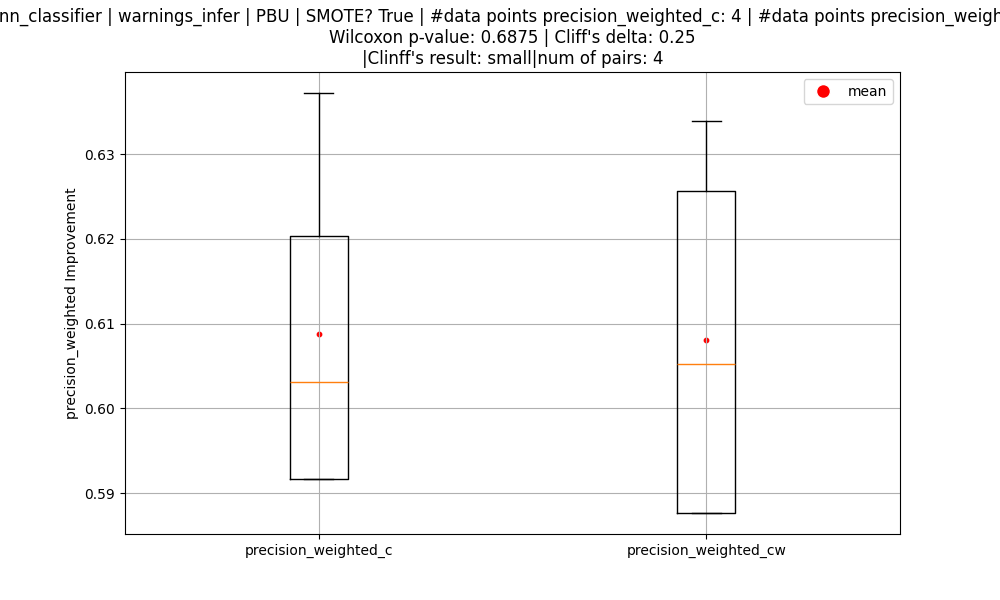 nn_classifier | warnings_infer | PBU | SMOTE? True | #data points precision_weighted_c: 4 | #data points precision_weigh
Wilcoxon p-value: 0.6875 | Cliff's delta: 0.25
|Clinff's result: small|num of pairs: 4
mean
0.63
0.62
0.61
0.60
0.59
precision_weighted Improvement
precision_weighted_c
precision_weighted_cw